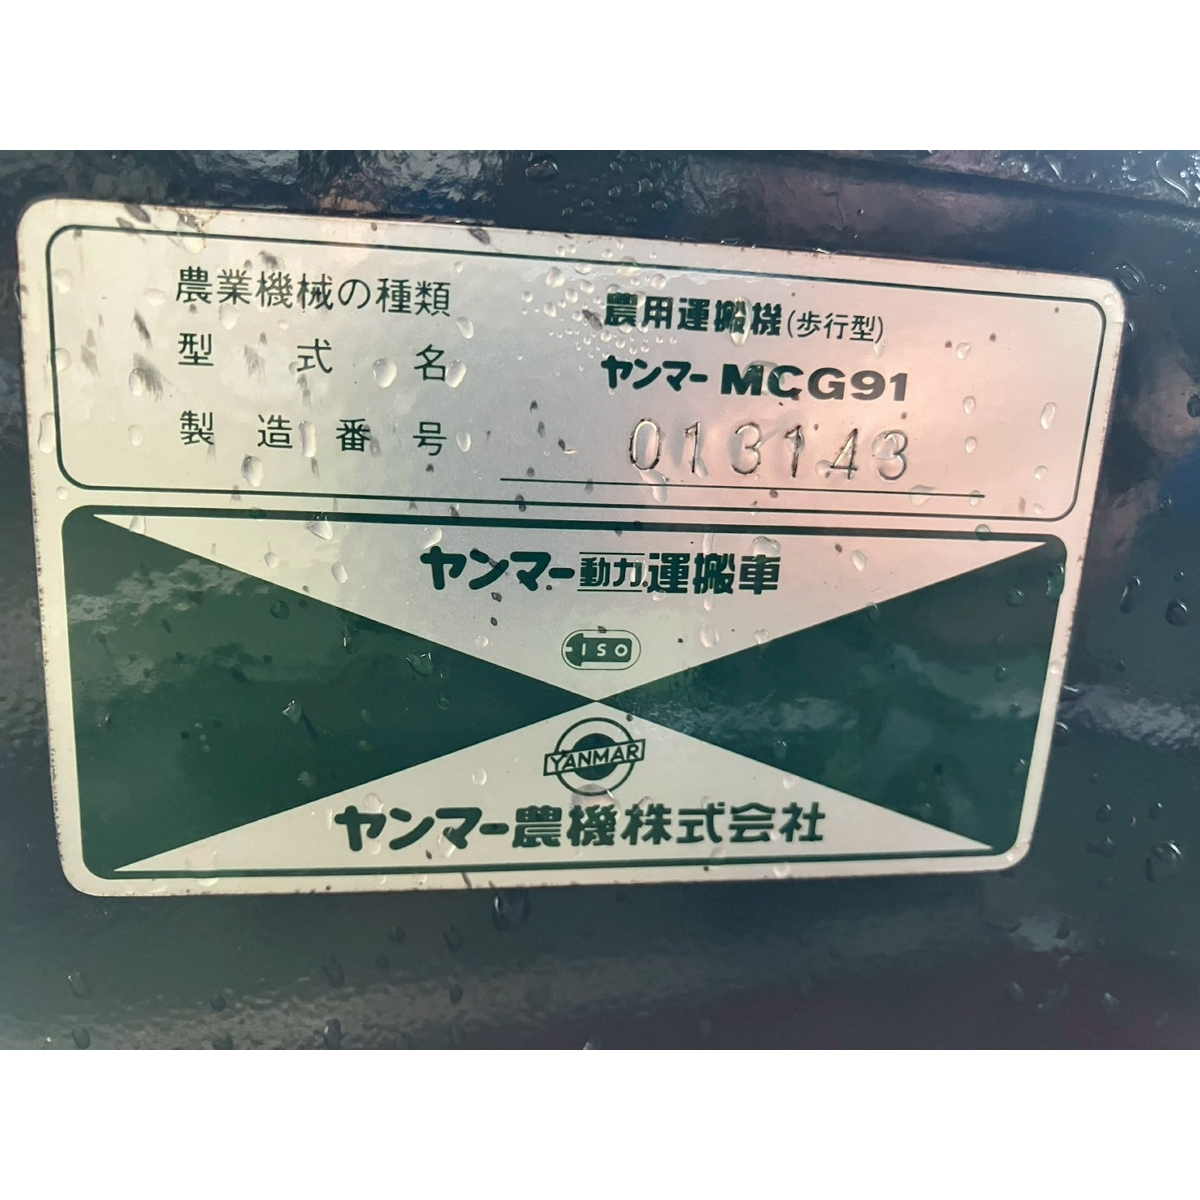 農業機械の種類 農用運搬機(歩行型)
型式名 ヤンマー MCG91
製造番号 013143
ヤンマー動力運搬車
ISO
YANMAR
ヤンマー農機株式会社